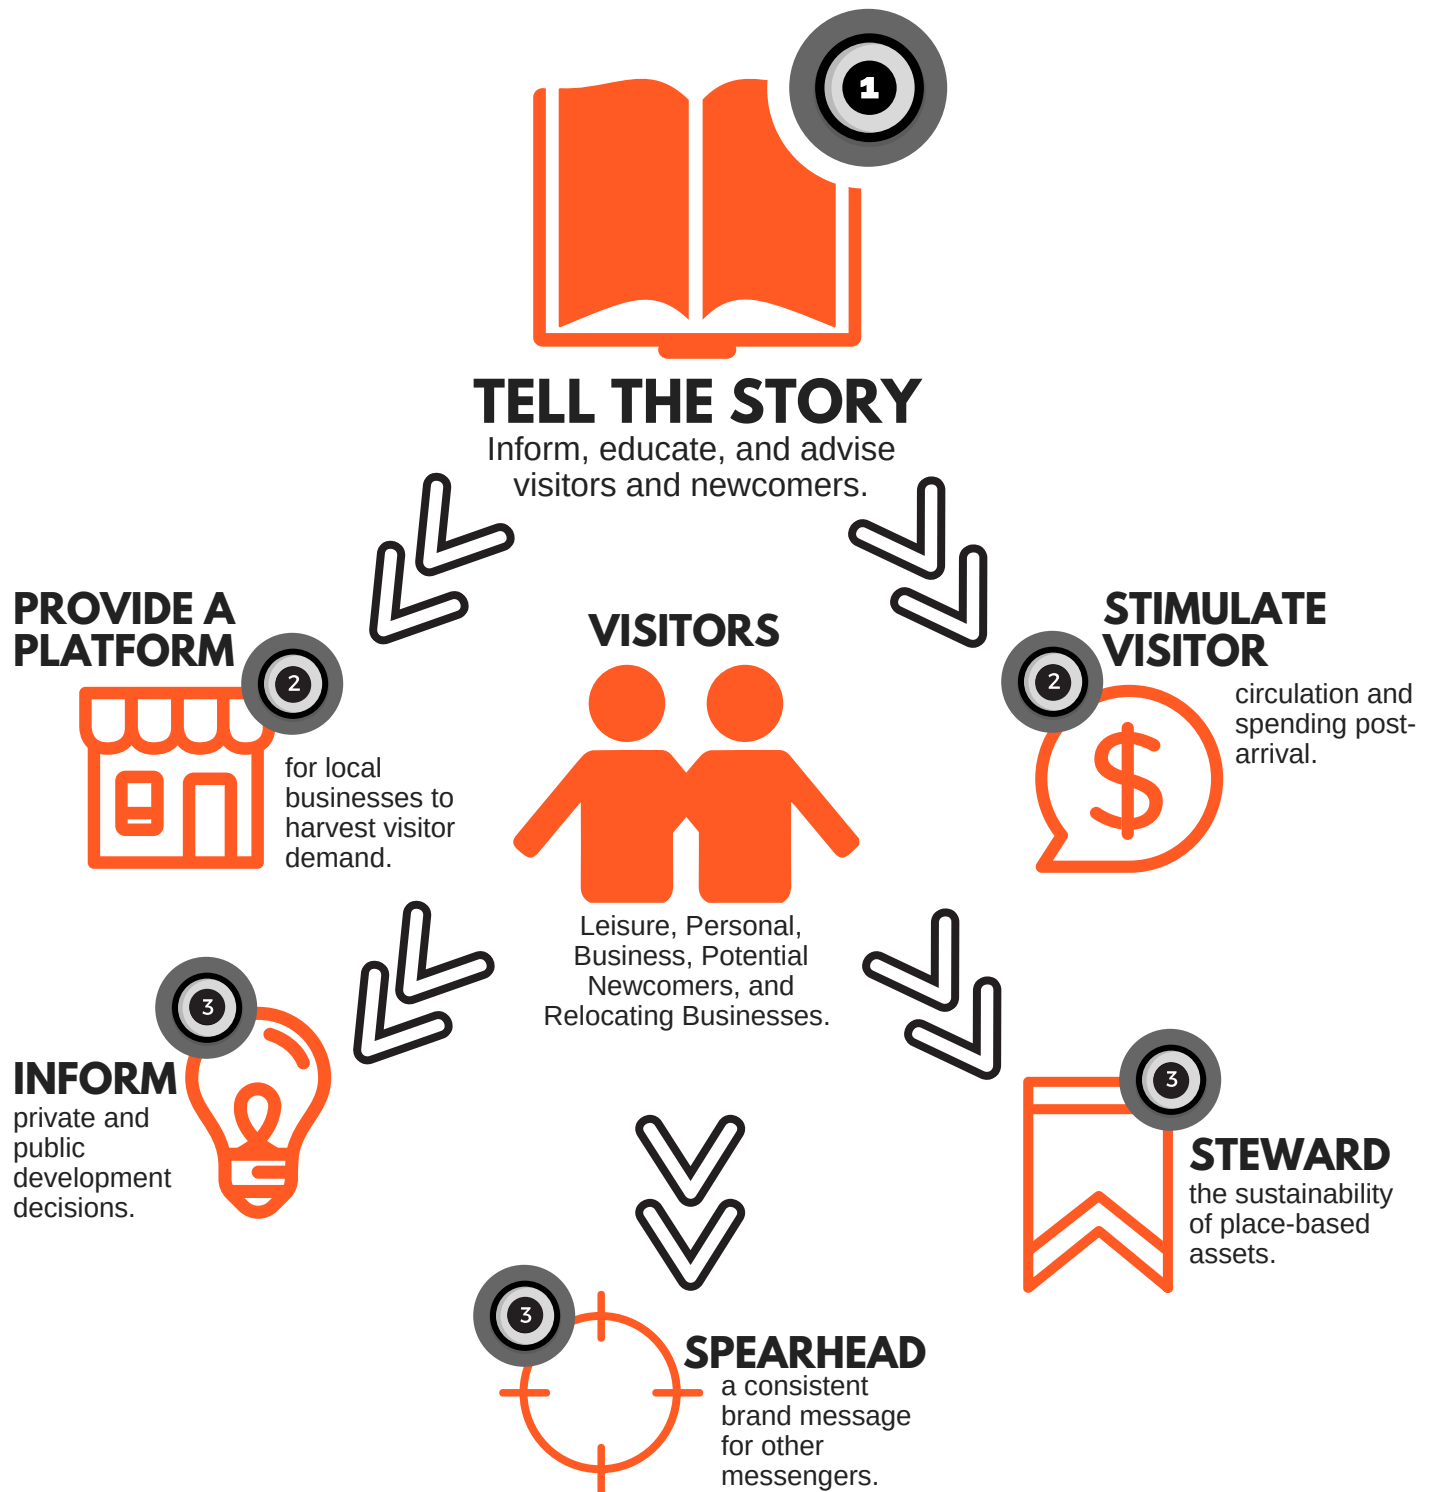 1
TELL THE STORY
Inform, educate, and advise
visitors and newcomers.
PROVIDE A
PLATFORM
2
for local
businesses to
harvest visitor
demand.
VISITORS
Leisure, Personal,
Business, Potential
Newcomers, and
Relocating Businesses.
STIMULATE
VISITOR
2
circulation and
spending post-
arrival.
$
3
INFORM
private and
public
development
decisions.
3
SPEARHEAD
a consistent
brand message
for other
messengers.
3
STEWARD
the sustainability
of place-based
assets.